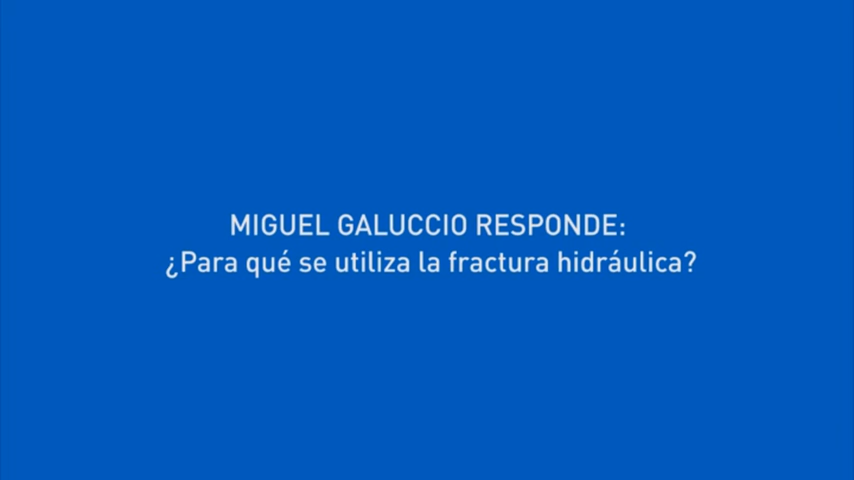 MIGUEL GALUCCIO RESPONDE:
¿Para qué se utiliza la fractura hidráulica?